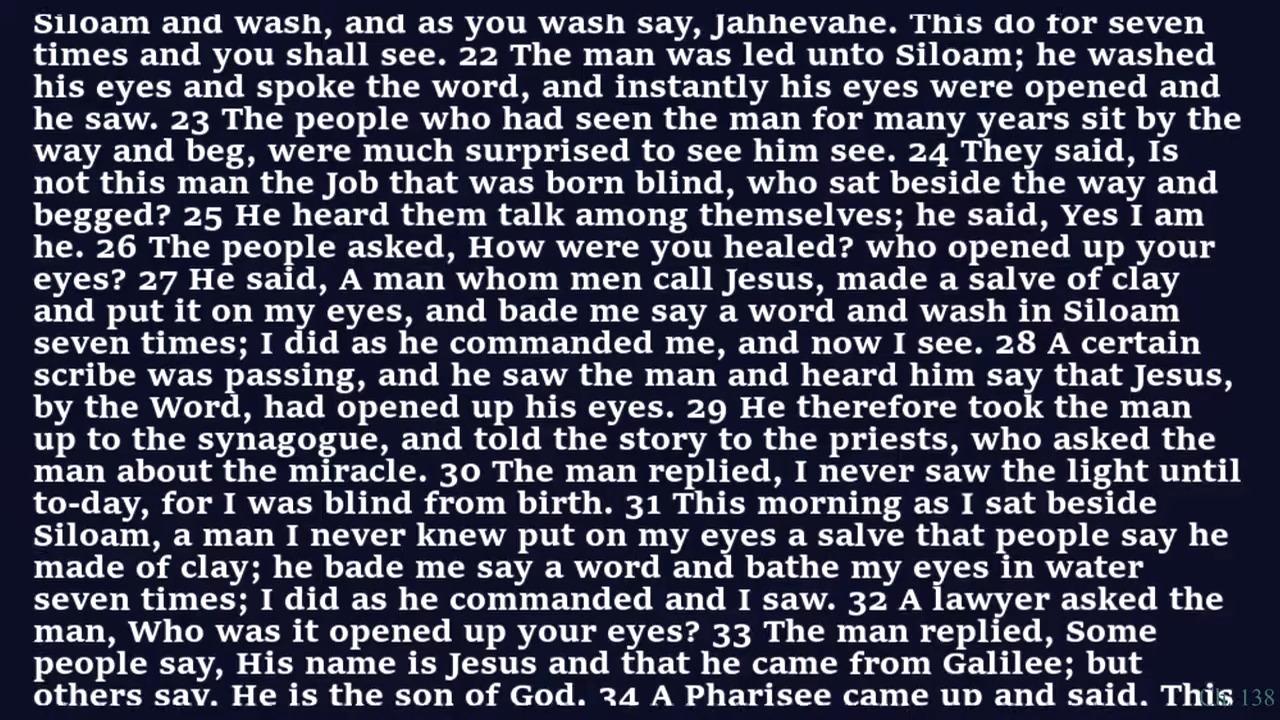 Siloam and wash, and as you wash say, Jahhevahe. This do for seven
times and you shall see. 22 The man was led unto Siloam; he washed
his eyes and spoke the word, and instantly his eyes were opened and
he saw. 23 The people who had seen the man for many years sit by the
way and beg, were much surprised to see him see. 24 They said, Is
not this man the Job that was born blind, who sat beside the way and
begged? 25 He heard them talk among themselves; he said, Yes I am
he. 26 The people asked, How were you healed? who opened up your
eyes? 27 He said, A man whom men call Jesus, made a salve of clay
and put it on my eyes, and bade me say a word and wash in Siloam
seven times; I did as he commanded me, and now I see. 28 A certain
scribe was passing, and he saw the man and heard him say that Jesus,
by the Word, had opened up his eyes. 29 He therefore took the man
up to the synagogue, and told the story to the priests, who asked the
man about the miracle. 30 The man replied, I never saw the light until
to-day, for I was blind from birth. 31 This morning as I sat beside
Siloam, a man I never knew put on my eyes a salve that people say he
made of clay; he bade me say a word and bathe my eyes in water
seven times; I did as he commanded and I saw. 32 A lawyer asked the
man, Who was it opened up your eyes? 33 The man replied, Some
people say, His name is Jesus and that he came from Galilee; but
others say, He is the son of God. 34 A Pharisee came up and said, This
Ch. 138